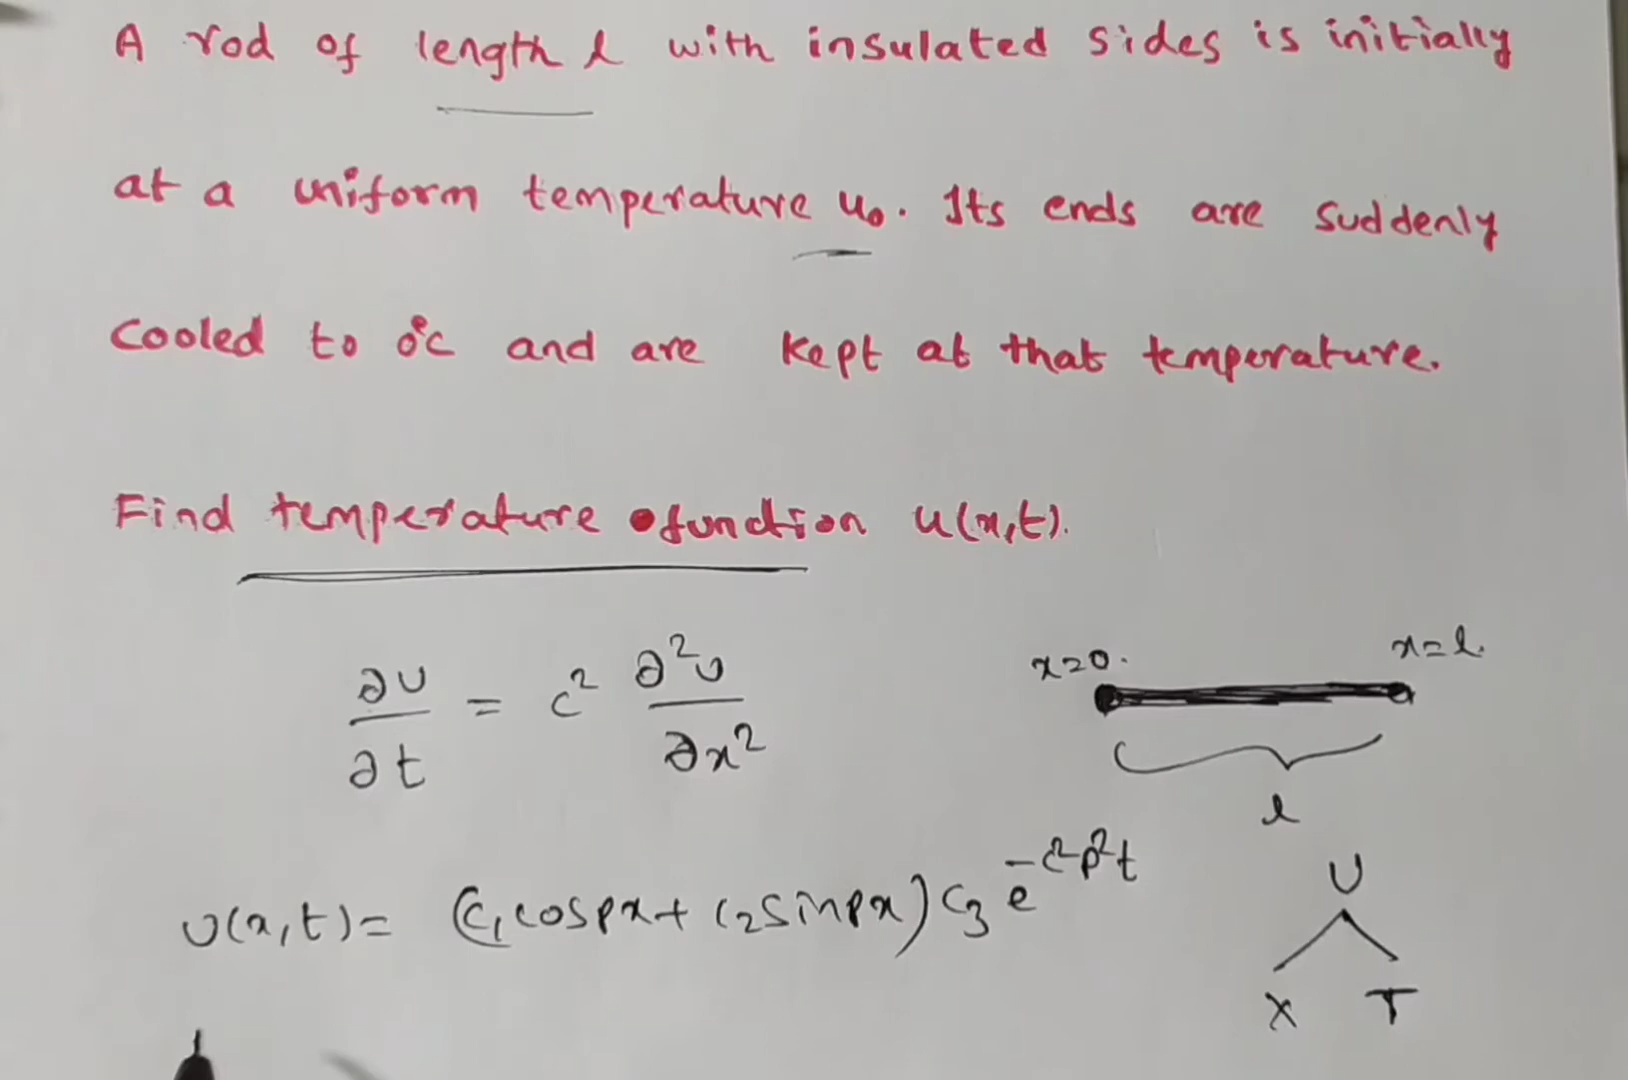 A rod of length l with insulated sides is initially
at a uniform temperature u₀. Its ends are suddenly
cooled to 0°c and are kept at that temperature.
Find temperature function u(x,t).
∂u/∂t = c² ∂²u/∂x²
x=0. x=l.
l
u(x,t)= (c₁cospx+c₂sinpx)c₃e^-c²p²t
U
X T